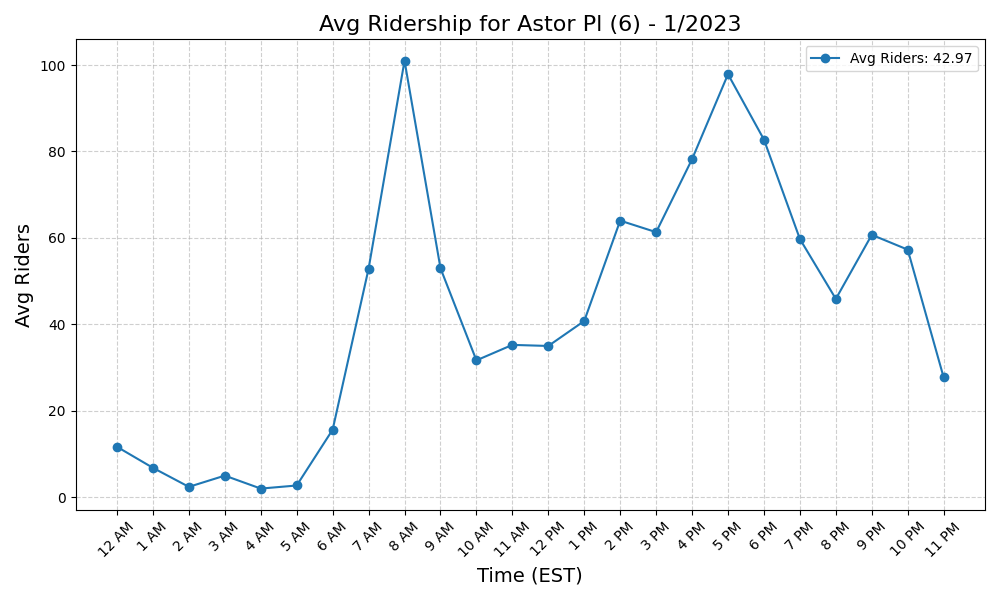 Avg Ridership for Astor Pl (6) - 1/2023
Avg Riders: 42.97
Avg Riders
100
80
60
40
20
0
12 AM
1 AM
2 AM
3 AM
4 AM
5 AM
6 AM
7 AM
8 AM
9 AM
10 AM
11 AM
12 PM
1 PM
2 PM
3 PM
4 PM
5 PM
6 PM
7 PM
8 PM
9 PM
10 PM
11 PM
Time (EST)